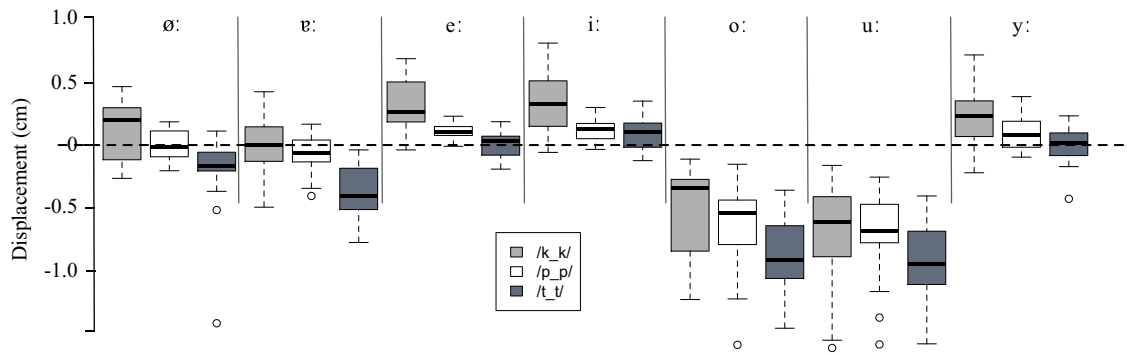 1.0
øː ɐː eː iː oː uː yː
0.5
-0
-0.5
-1.0
Displacement (cm)
/k_k/
/p_p/
/t_t/